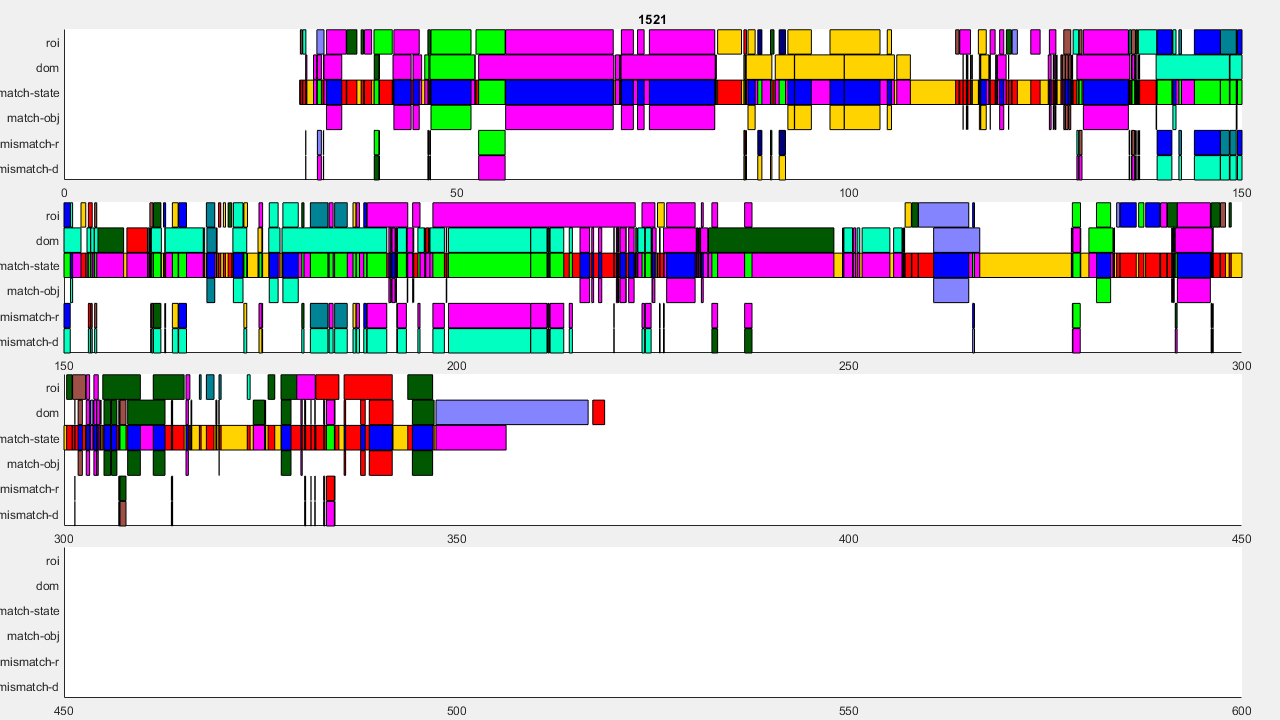 1521
roi
dom
match-state
match-obj
mismatch-r
mismatch-d
0 50 100 150
roi
dom
match-state
match-obj
mismatch-r
mismatch-d
150 200 250 300
roi
dom
match-state
match-obj
mismatch-r
mismatch-d
300 350 400 450
roi
dom
match-state
match-obj
mismatch-r
mismatch-d
450 500 550 600